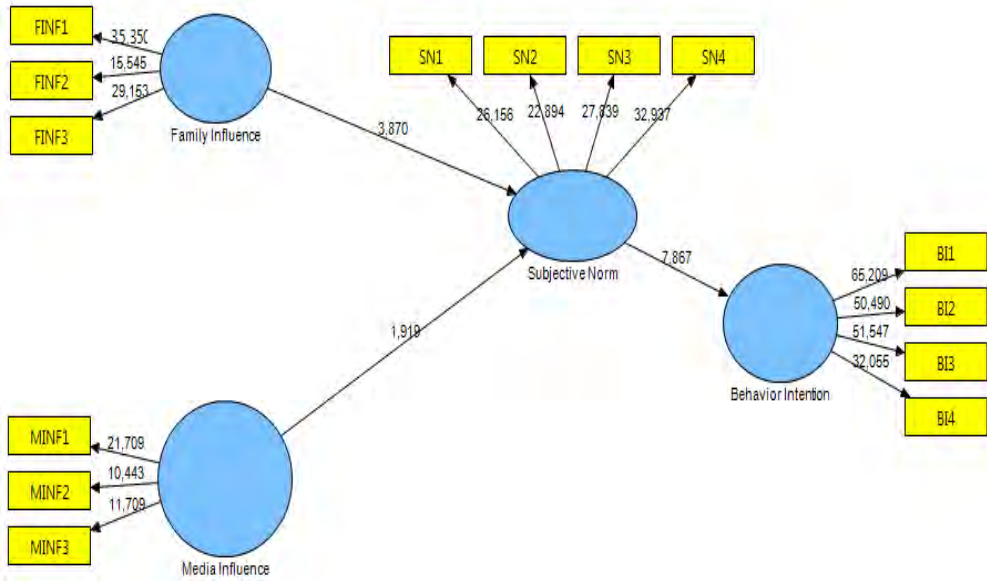 FINF1
35,350
FINF2
15,545
FINF3
29,153
Family Influence
SN1
SN2
SN3
SN4
26,156
22,894
27,839
32,937
3,870
Subjective Norm
7,867
1,919
BI1
65,209
BI2
50,490
BI3
51,547
BI4
32,055
Behavior Intention
MINF1
21,709
MINF2
10,443
MINF3
11,709
Media Influence